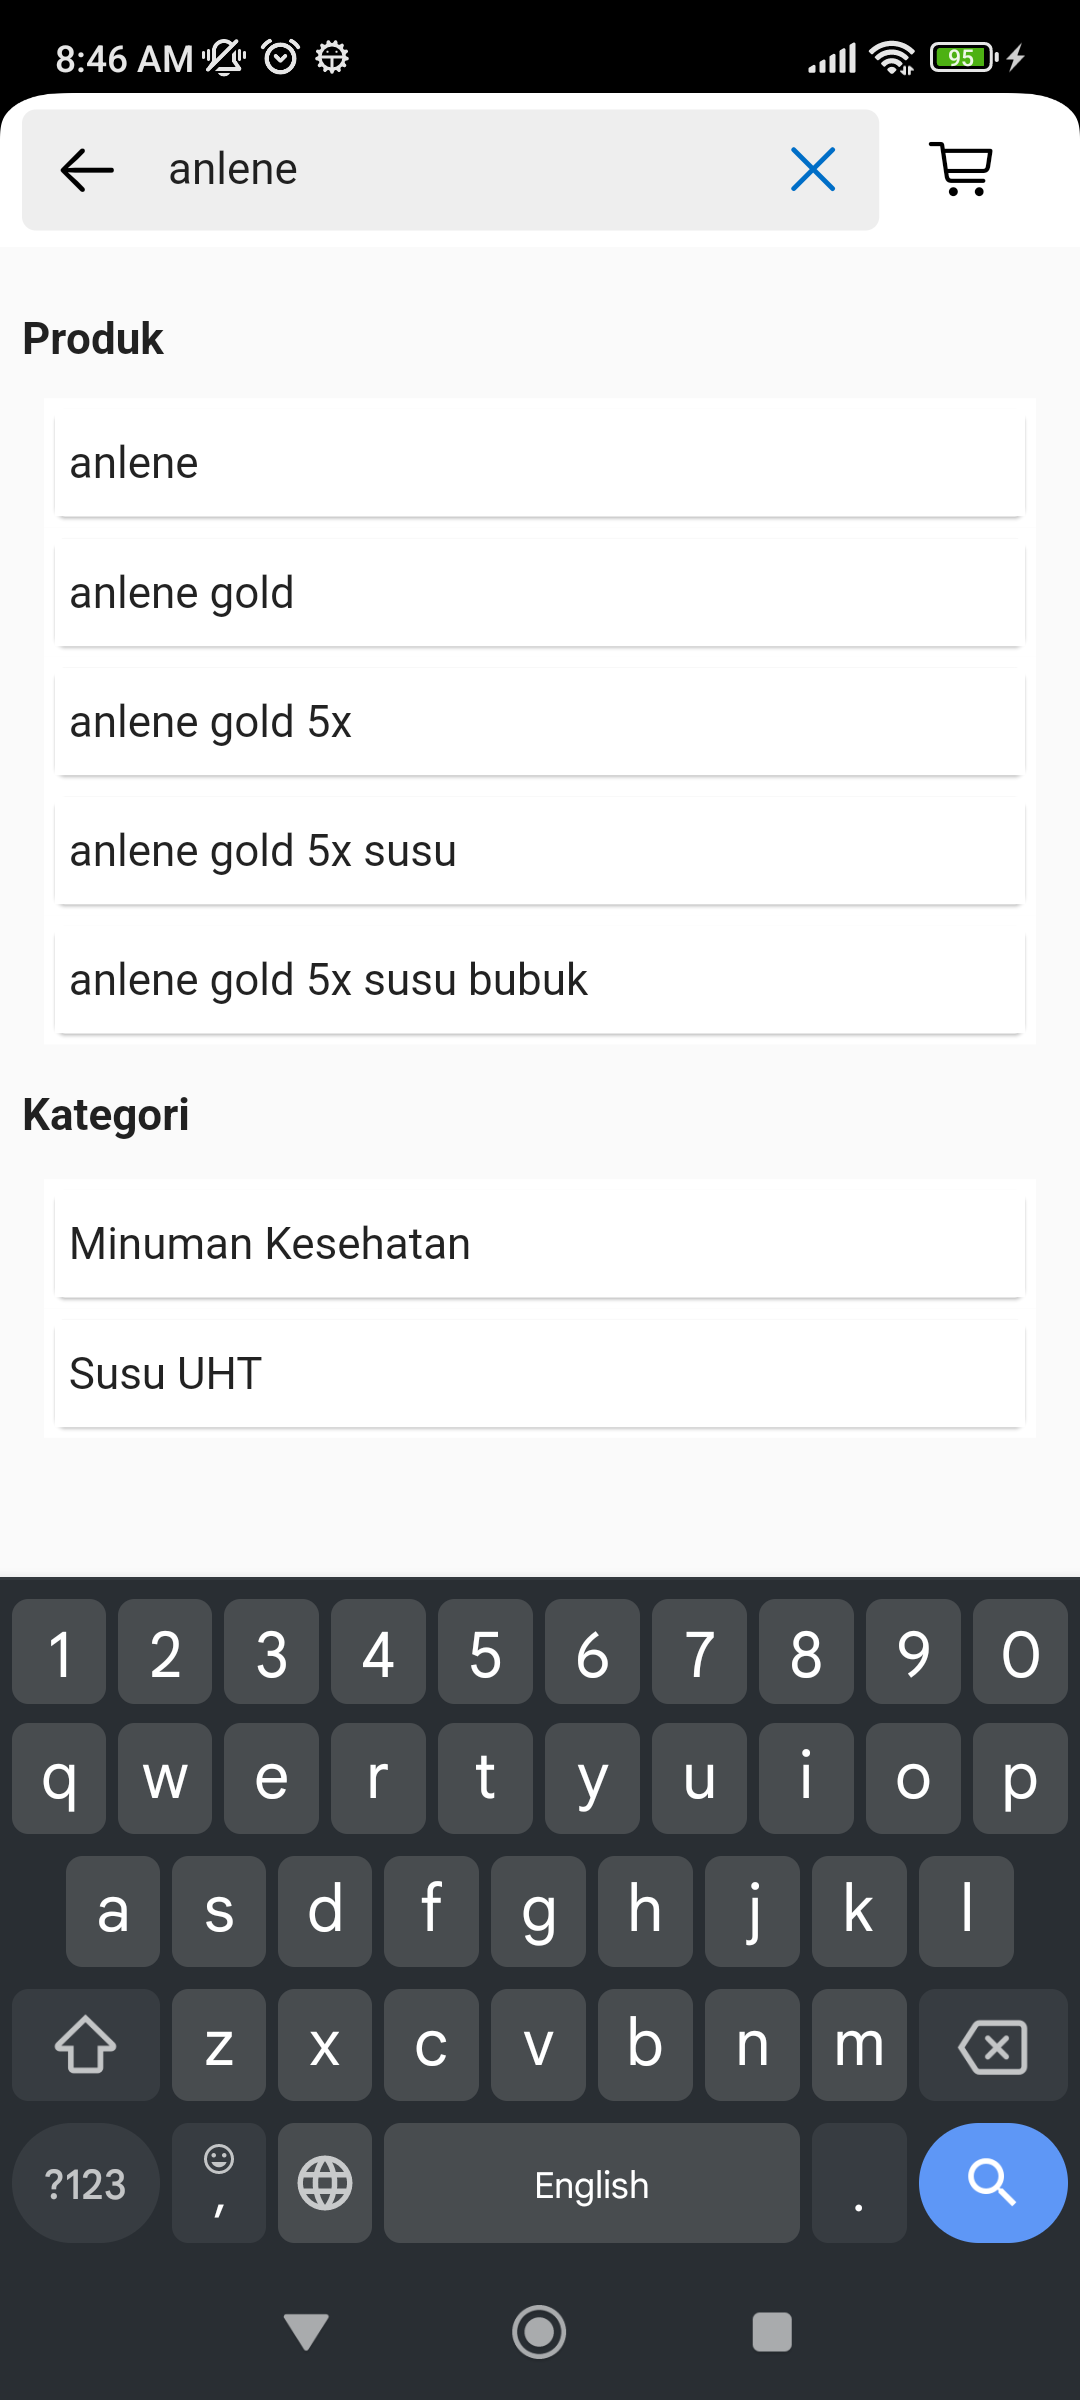 8:46 AM
95
anlene
Produk
anlene
anlene gold
anlene gold 5x
anlene gold 5x susu
anlene gold 5x susu bubuk
Kategori
Minuman Kesehatan
Susu UHT
1 2 3 4 5 6 7 8 9 0
q w e r t y u i o p
a s d f g h j k l
z x c v b n m
?123 , English .